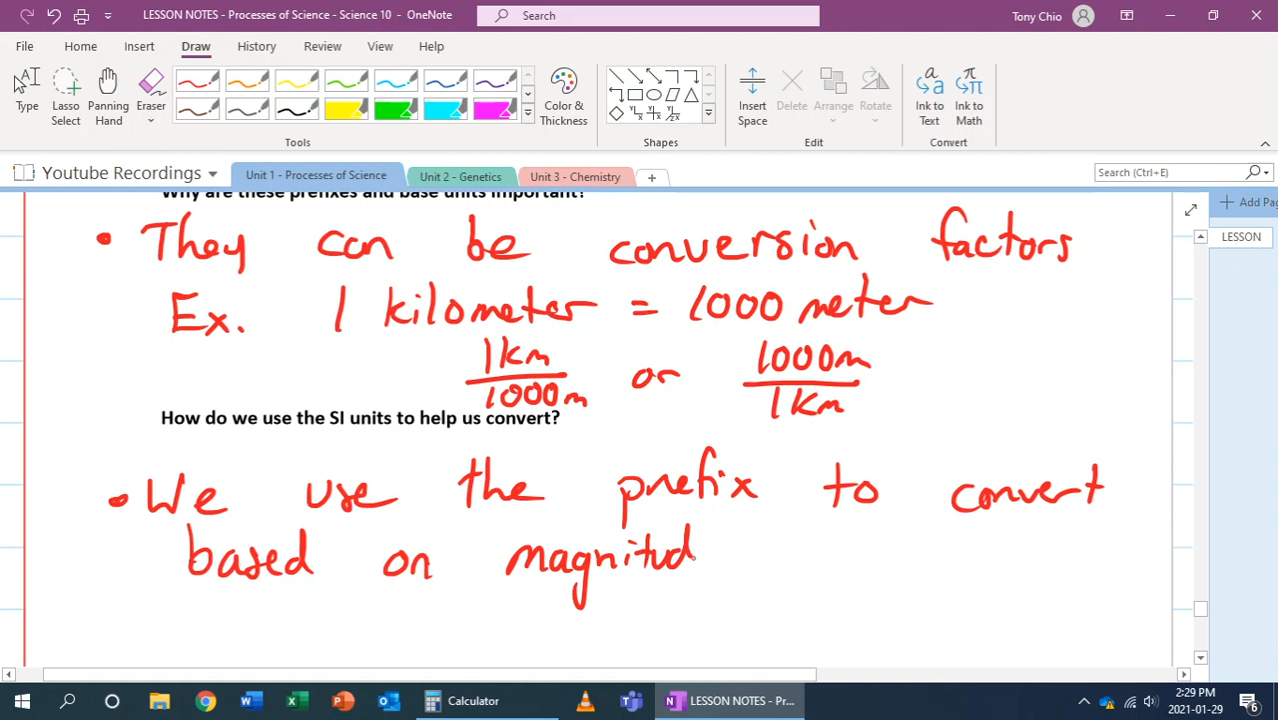 LESSON NOTES - Processes of Science - Science 10 - OneNote
Search
Tony Chio
File Home Insert Draw History Review View Help
Type
Lasso Select
Panning Hand
Eraser
Color & Thickness
Insert Space
Delete
Arrange
Rotate
Ink to Text
Ink to Math
Tools Shapes Edit Convert
Youtube Recordings
Unit 1 - Processes of Science
Unit 2 - Genetics
Unit 3 - Chemistry
Search (Ctrl+E)
Add Pag
LESSON
Why are these prefixes and base units important?
• They can be conversion factors
Ex. 1 kilometer = 1000 meter
1km or 1000m
1000m 1km
How do we use the SI units to help us convert?
• We use the prefix to convert
based on magnitud
Calculator
LESSON NOTES - Pr...
2:29 PM
2021-01-29
6